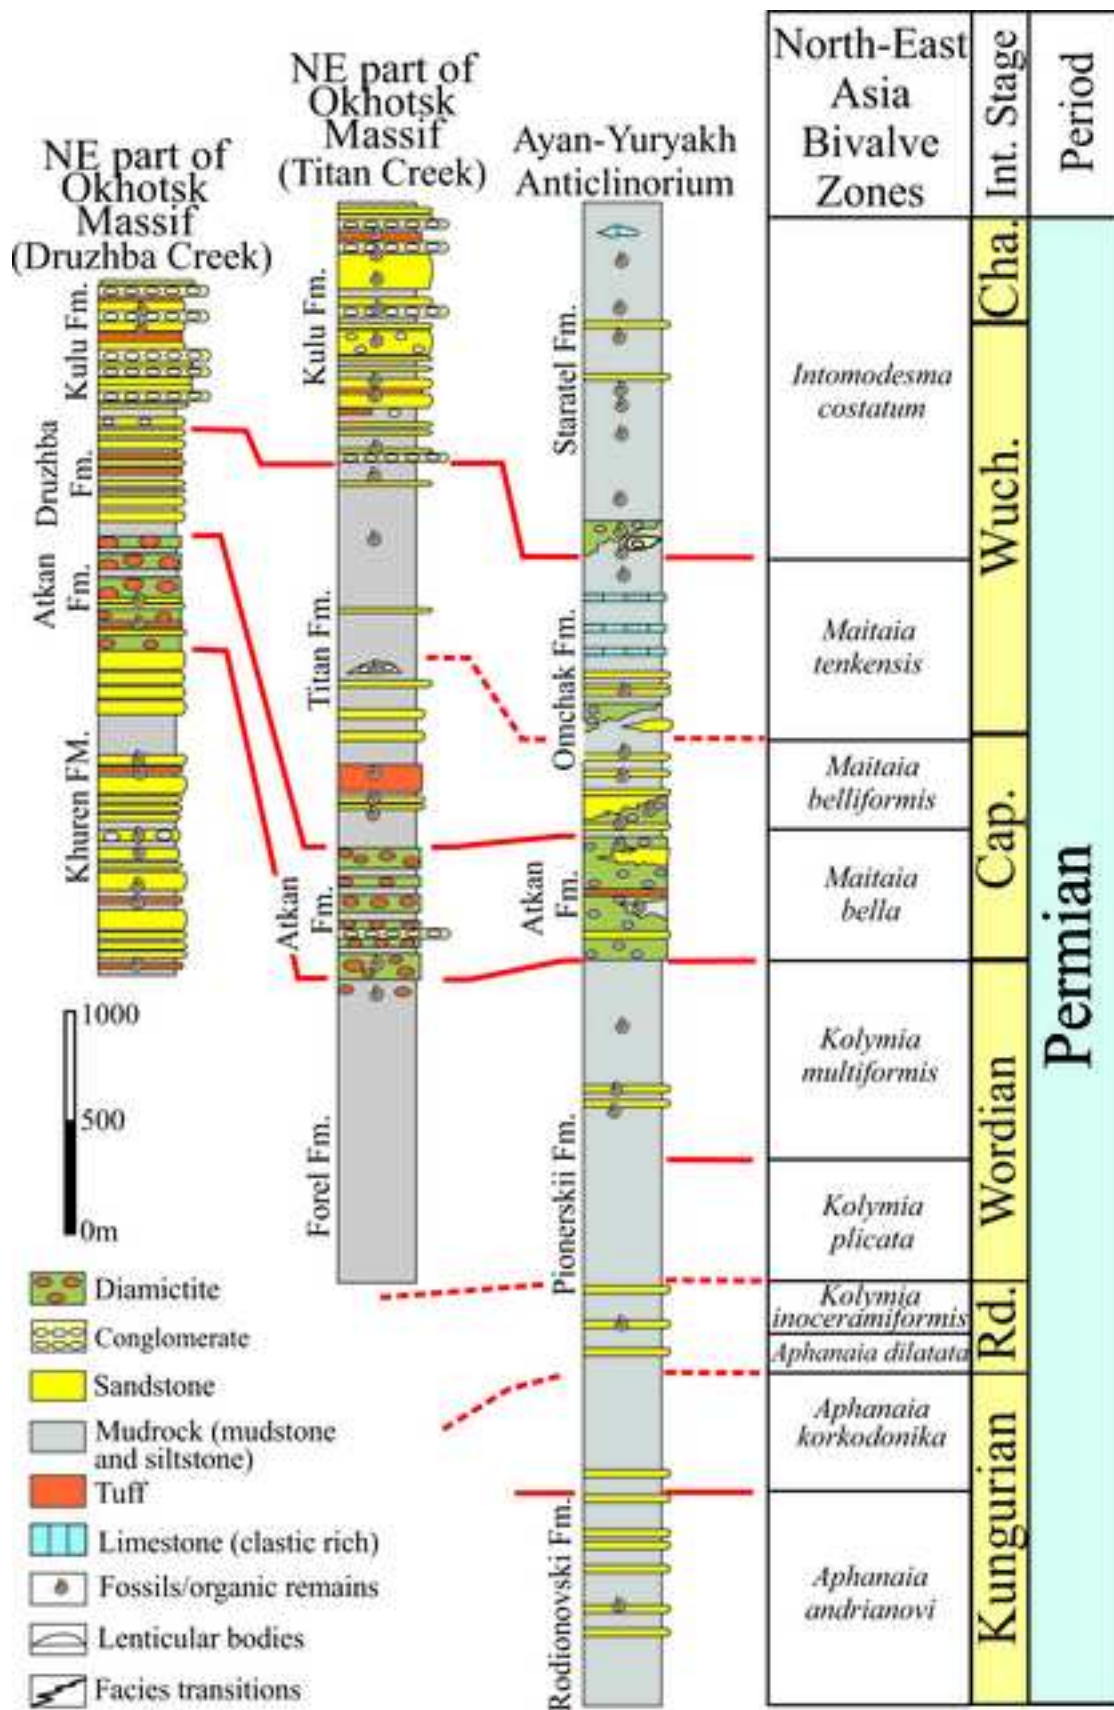 NE part of
Okhotsk
Massif
(Druzhba Creek)
NE part of
Okhotsk
Massif
(Titan Creek)
Ayan-Yuryakh
Anticlinorium
North-East
Asia
Bivalve
Zones
Int. Stage
Period
Kulu Fm.
Druzhba
Fm.
Atkan
Fm.
Khuren FM.
Kulu Fm.
Titan Fm.
Atkan
Fm.
Forel Fm.
Staratel Fm.
Omchak Fm.
Atkan
Fm.
Pionerskii Fm.
Rodionovski Fm.
Intomodesma
costatum
Maitaia
tenkensis
Maitaia
belliformis
Maitaia
bella
Kolymia
multiformis
Kolymia
plicata
Kolymia
inoceramiformis
Aphanaia dilatata
Aphanaia
korkodonika
Aphanaia
andrianovi
Cha.
Wuch.
Cap.
Wordian
Rd.
Kungurian
Permian
1000
500
0m
Diamictite
Conglomerate
Sandstone
Mudrock (mudstone
and siltstone)
Tuff
Limestone (clastic rich)
Fossils/organic remains
Lenticular bodies
Facies transitions